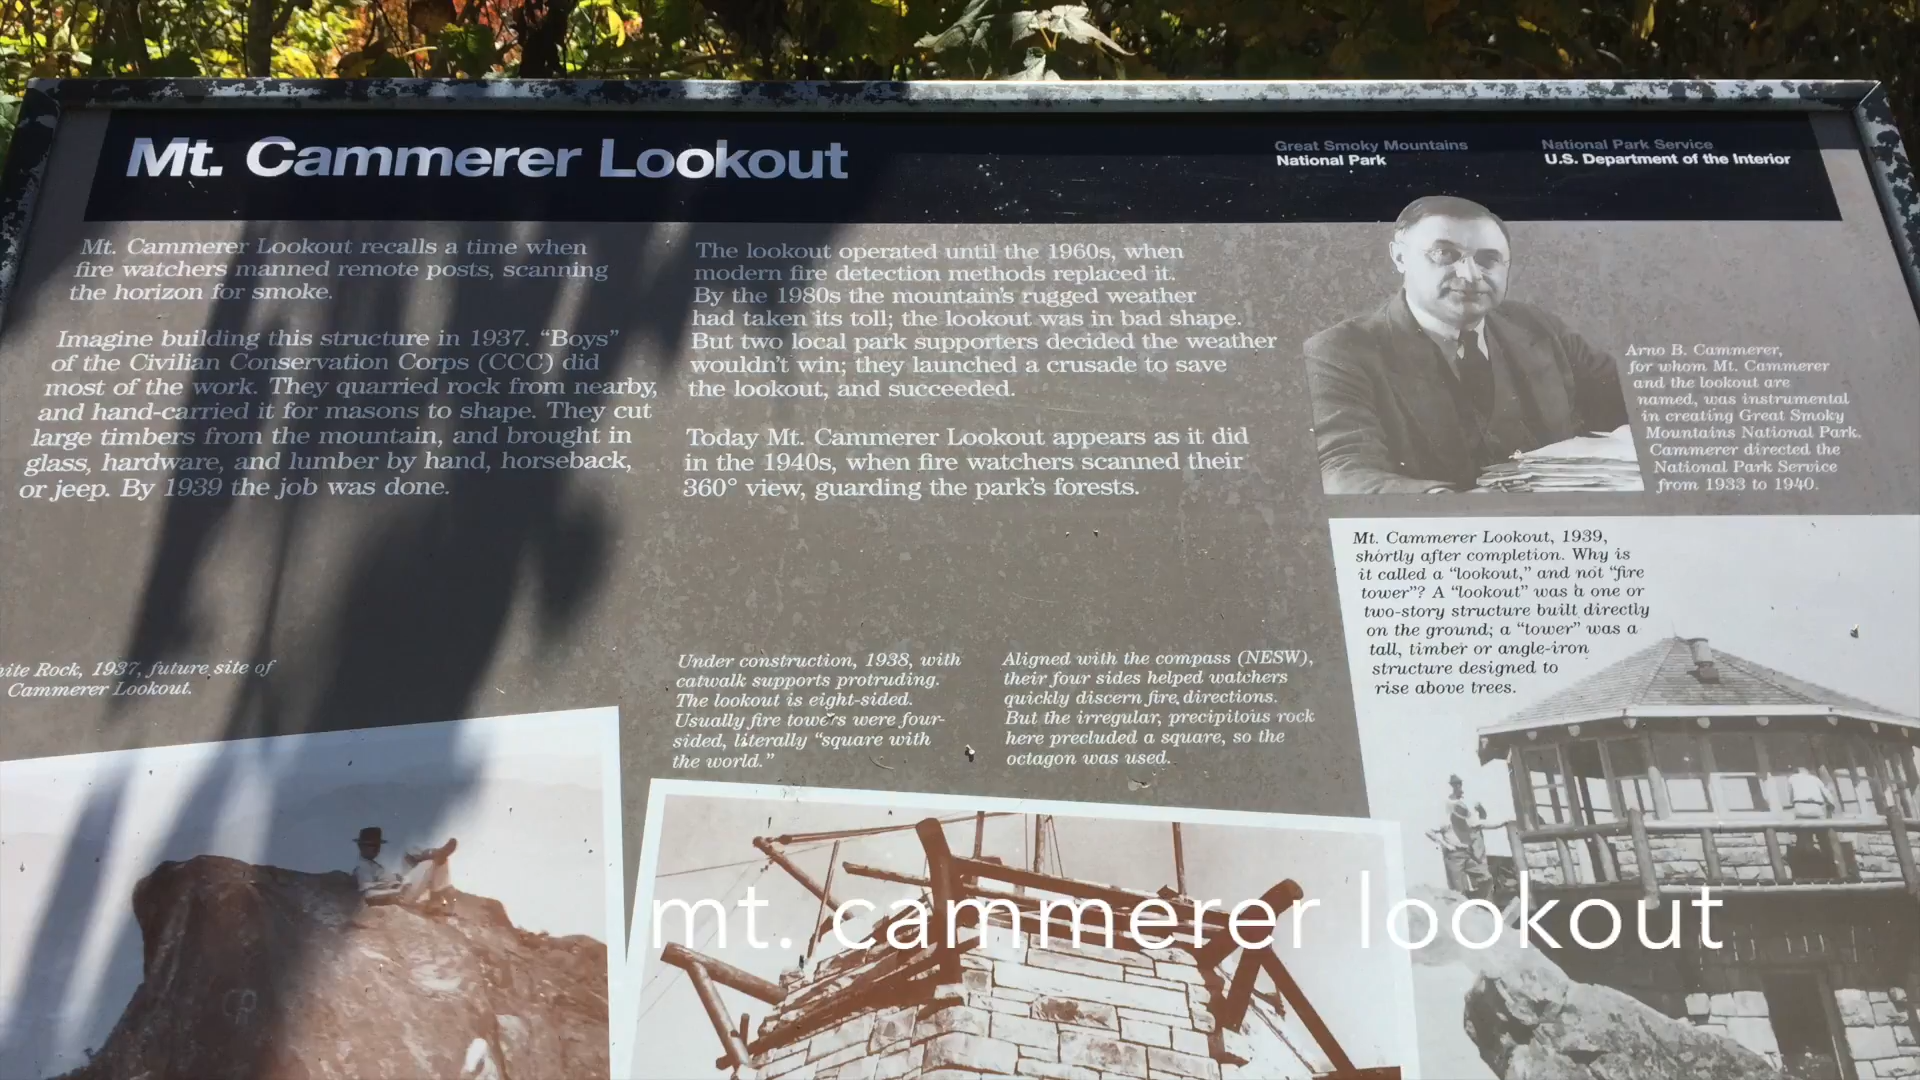 Mt. Cammerer Lookout
Great Smoky Mountains
National Park
National Park Service
U.S. Department of the Interior
Mt. Cammerer Lookout recalls a time when
fire watchers manned remote posts, scanning
the horizon for smoke.
Imagine building this structure in 1937. “Boys”
of the Civilian Conservation Corps (CCC) did
most of the work. They quarried rock from nearby,
and hand-carried it for masons to shape. They cut
large timbers from the mountain, and brought in
glass, hardware, and lumber by hand, horseback,
or jeep. By 1939 the job was done.
The lookout operated until the 1960s, when
modern fire detection methods replaced it.
By the 1980s the mountain's rugged weather
had taken its toll; the lookout was in bad shape.
But two local park supporters decided the weather
wouldn't win; they launched a crusade to save
the lookout, and succeeded.
Today Mt. Cammerer Lookout appears as it did
in the 1940s, when fire watchers scanned their
360° view, guarding the park's forests.
Arno B. Cammerer,
for whom Mt. Cammerer
and the lookout are
named, was instrumental
in creating Great Smoky
Mountains National Park.
Cammerer directed the
National Park Service
from 1933 to 1940.
Mt. Cammerer Lookout, 1939,
shortly after completion. Why is
it called a “lookout,” and not “fire
tower”? A “lookout” was a one or
two-story structure built directly
on the ground; a “tower” was a
tall, timber or angle-iron
structure designed to
rise above trees.
Rock, 1937, future site of
Cammerer Lookout.
Under construction, 1938, with
catwalk supports protruding.
The lookout is eight-sided.
Usually fire towers were four-
sided, literally “square with
the world.”
Aligned with the compass (NESW),
their four sides helped watchers
quickly discern fire directions.
But the irregular, precipitous rock
here precluded a square, so the
octagon was used.
mt. cammerer lookout